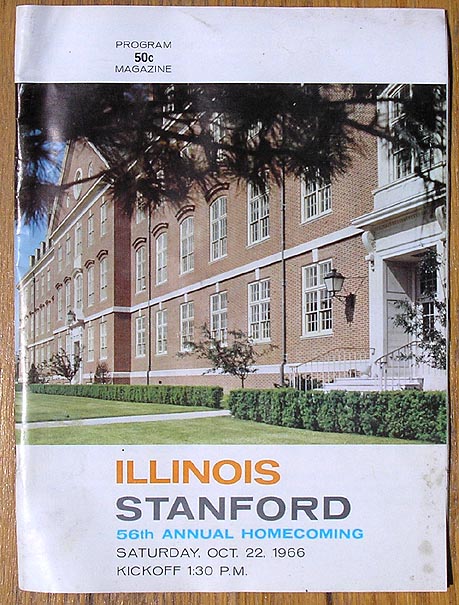 PROGRAM
50c
MAGAZINE
ILLINOIS
STANFORD
56th ANNUAL HOMECOMING
SATURDAY, OCT. 22, 1966
KICKOFF 1:30 P.M.